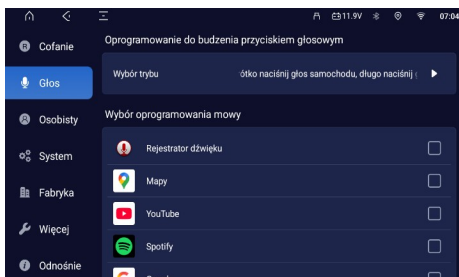 11.9V 07:04
R Cofanie
Oprogramowanie do budzenia przyciskiem głosowym
Głos
Wybór trybu
ótko naciśnij głos samochodu, długo naciśnij
Osobisty
Wybór oprogramowania mowy
System
Rejestrator dźwięku
Fabryka
Mapy
YouTube
Więcej
Spotify
Odnośnie